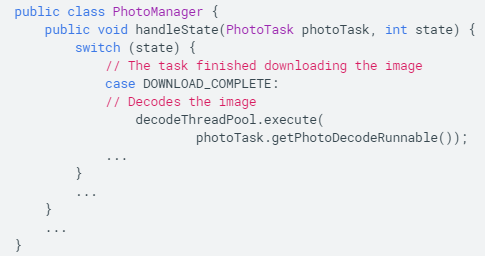 public class PhotoManager {
    public void handleState(PhotoTask photoTask, int state) {
        switch (state) {
            // The task finished downloading the image
            case DOWNLOAD_COMPLETE:
            // Decodes the image
                decodeThreadPool.execute(
                        photoTask.getPhotoDecodeRunnable());
            ...
        }
        ...
    }
    ...
}